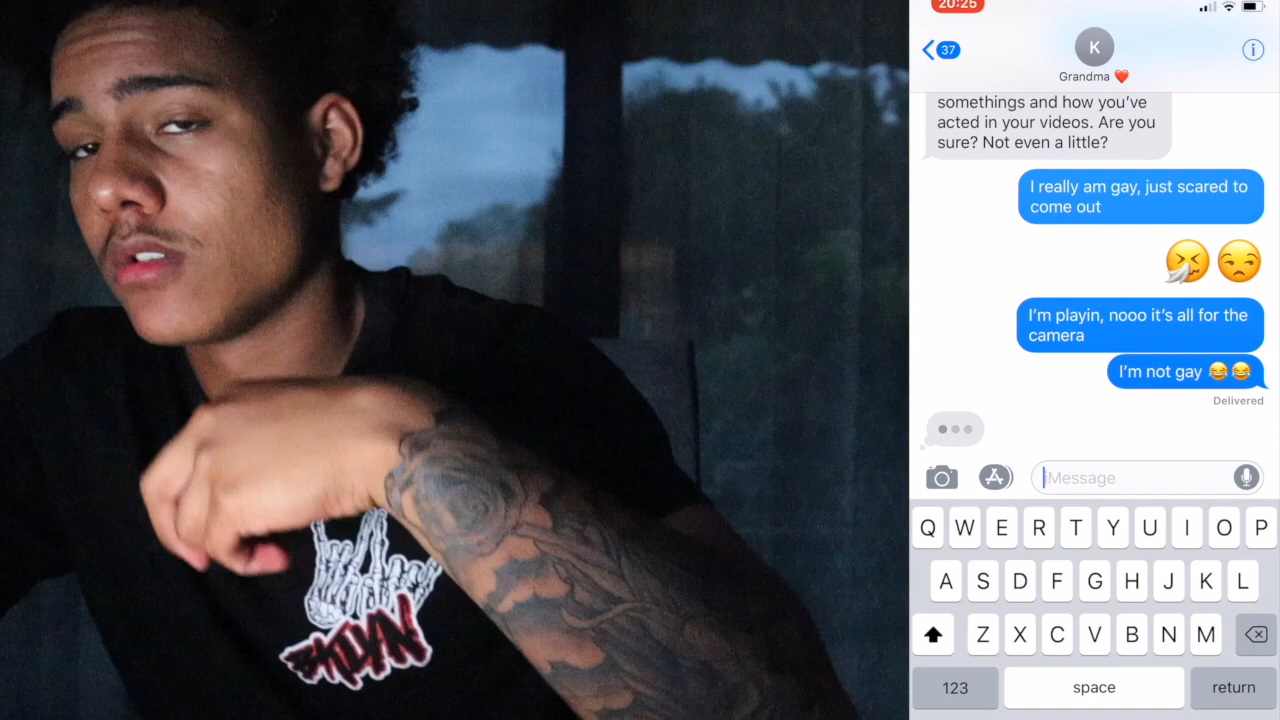 20:25
37
K
Grandma ❤️
somethings and how you've
acted in your videos. Are you
sure? Not even a little?
I really am gay, just scared to
come out
🤧😒
I'm playin, nooo it's all for the
camera
I'm not gay 😂😂
Delivered
iMessage
Q W E R T Y U I O P
A S D F G H J K L
Z X C V B N M
123 space return
BKLYN